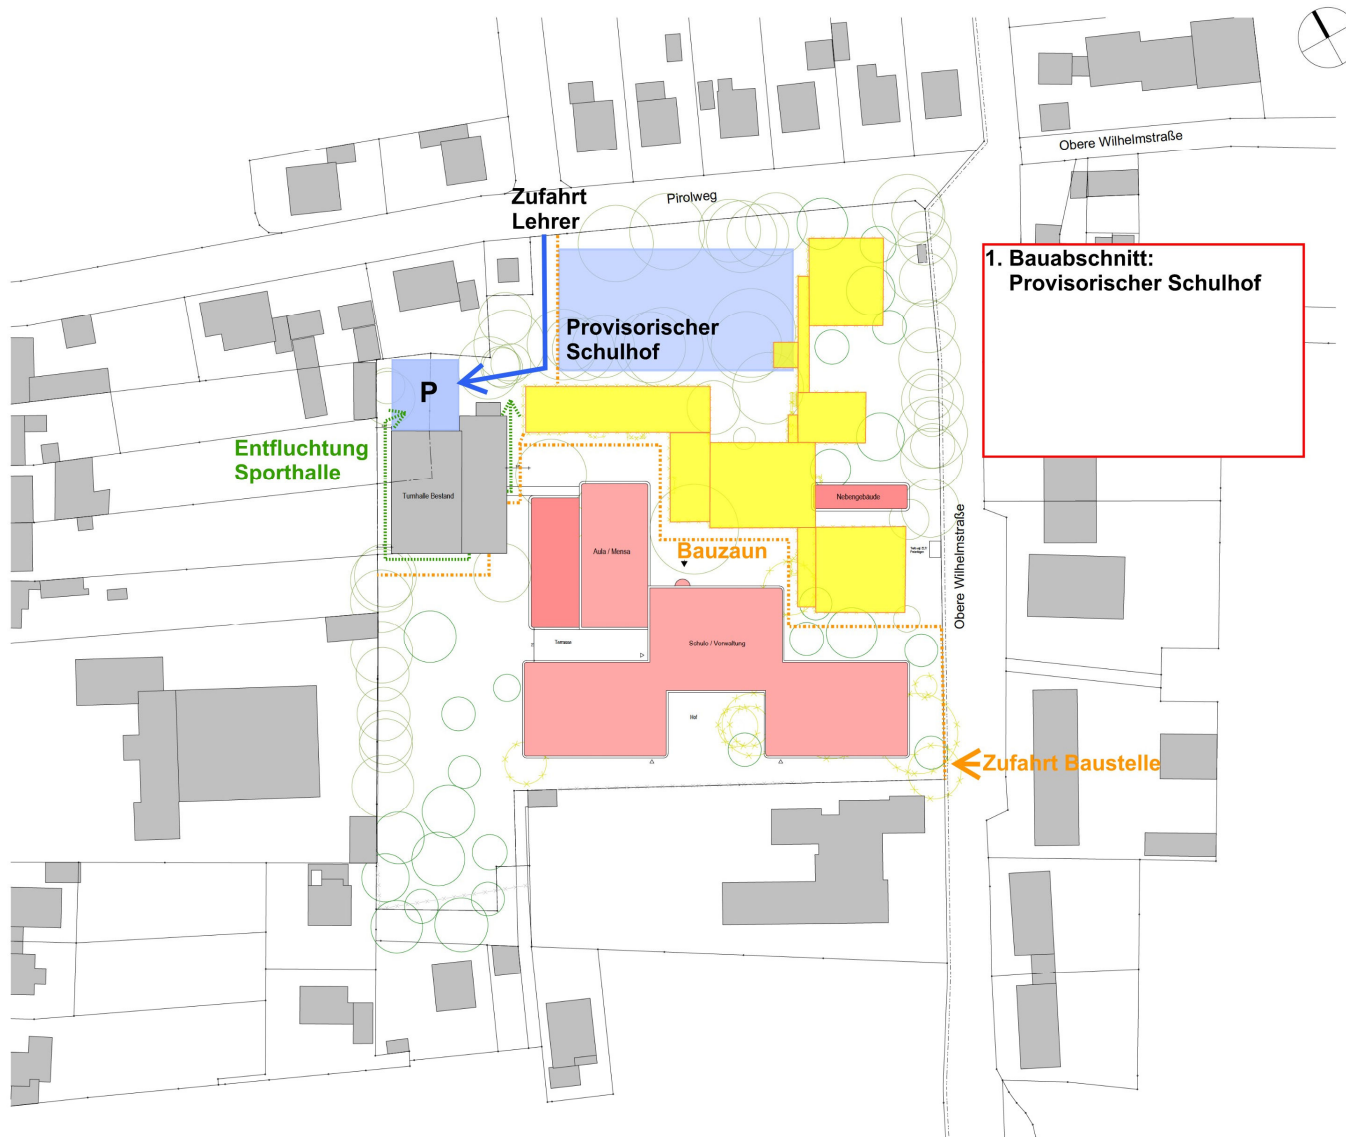 Obere Wilhelmstraße
Zufahrt
Lehrer
Pirolweg
1. Bauabschnitt:
Provisorischer Schulhof
Provisorischer
Schulhof
P
Entfluchtung
Sporthalle
Turnhalle Bestand
Nebengebäude
Aula / Mensa
Bauzaun
Obere Wilhelmstraße
Terrasse
Schule / Verwaltung
Hof
Zufahrt Baustelle